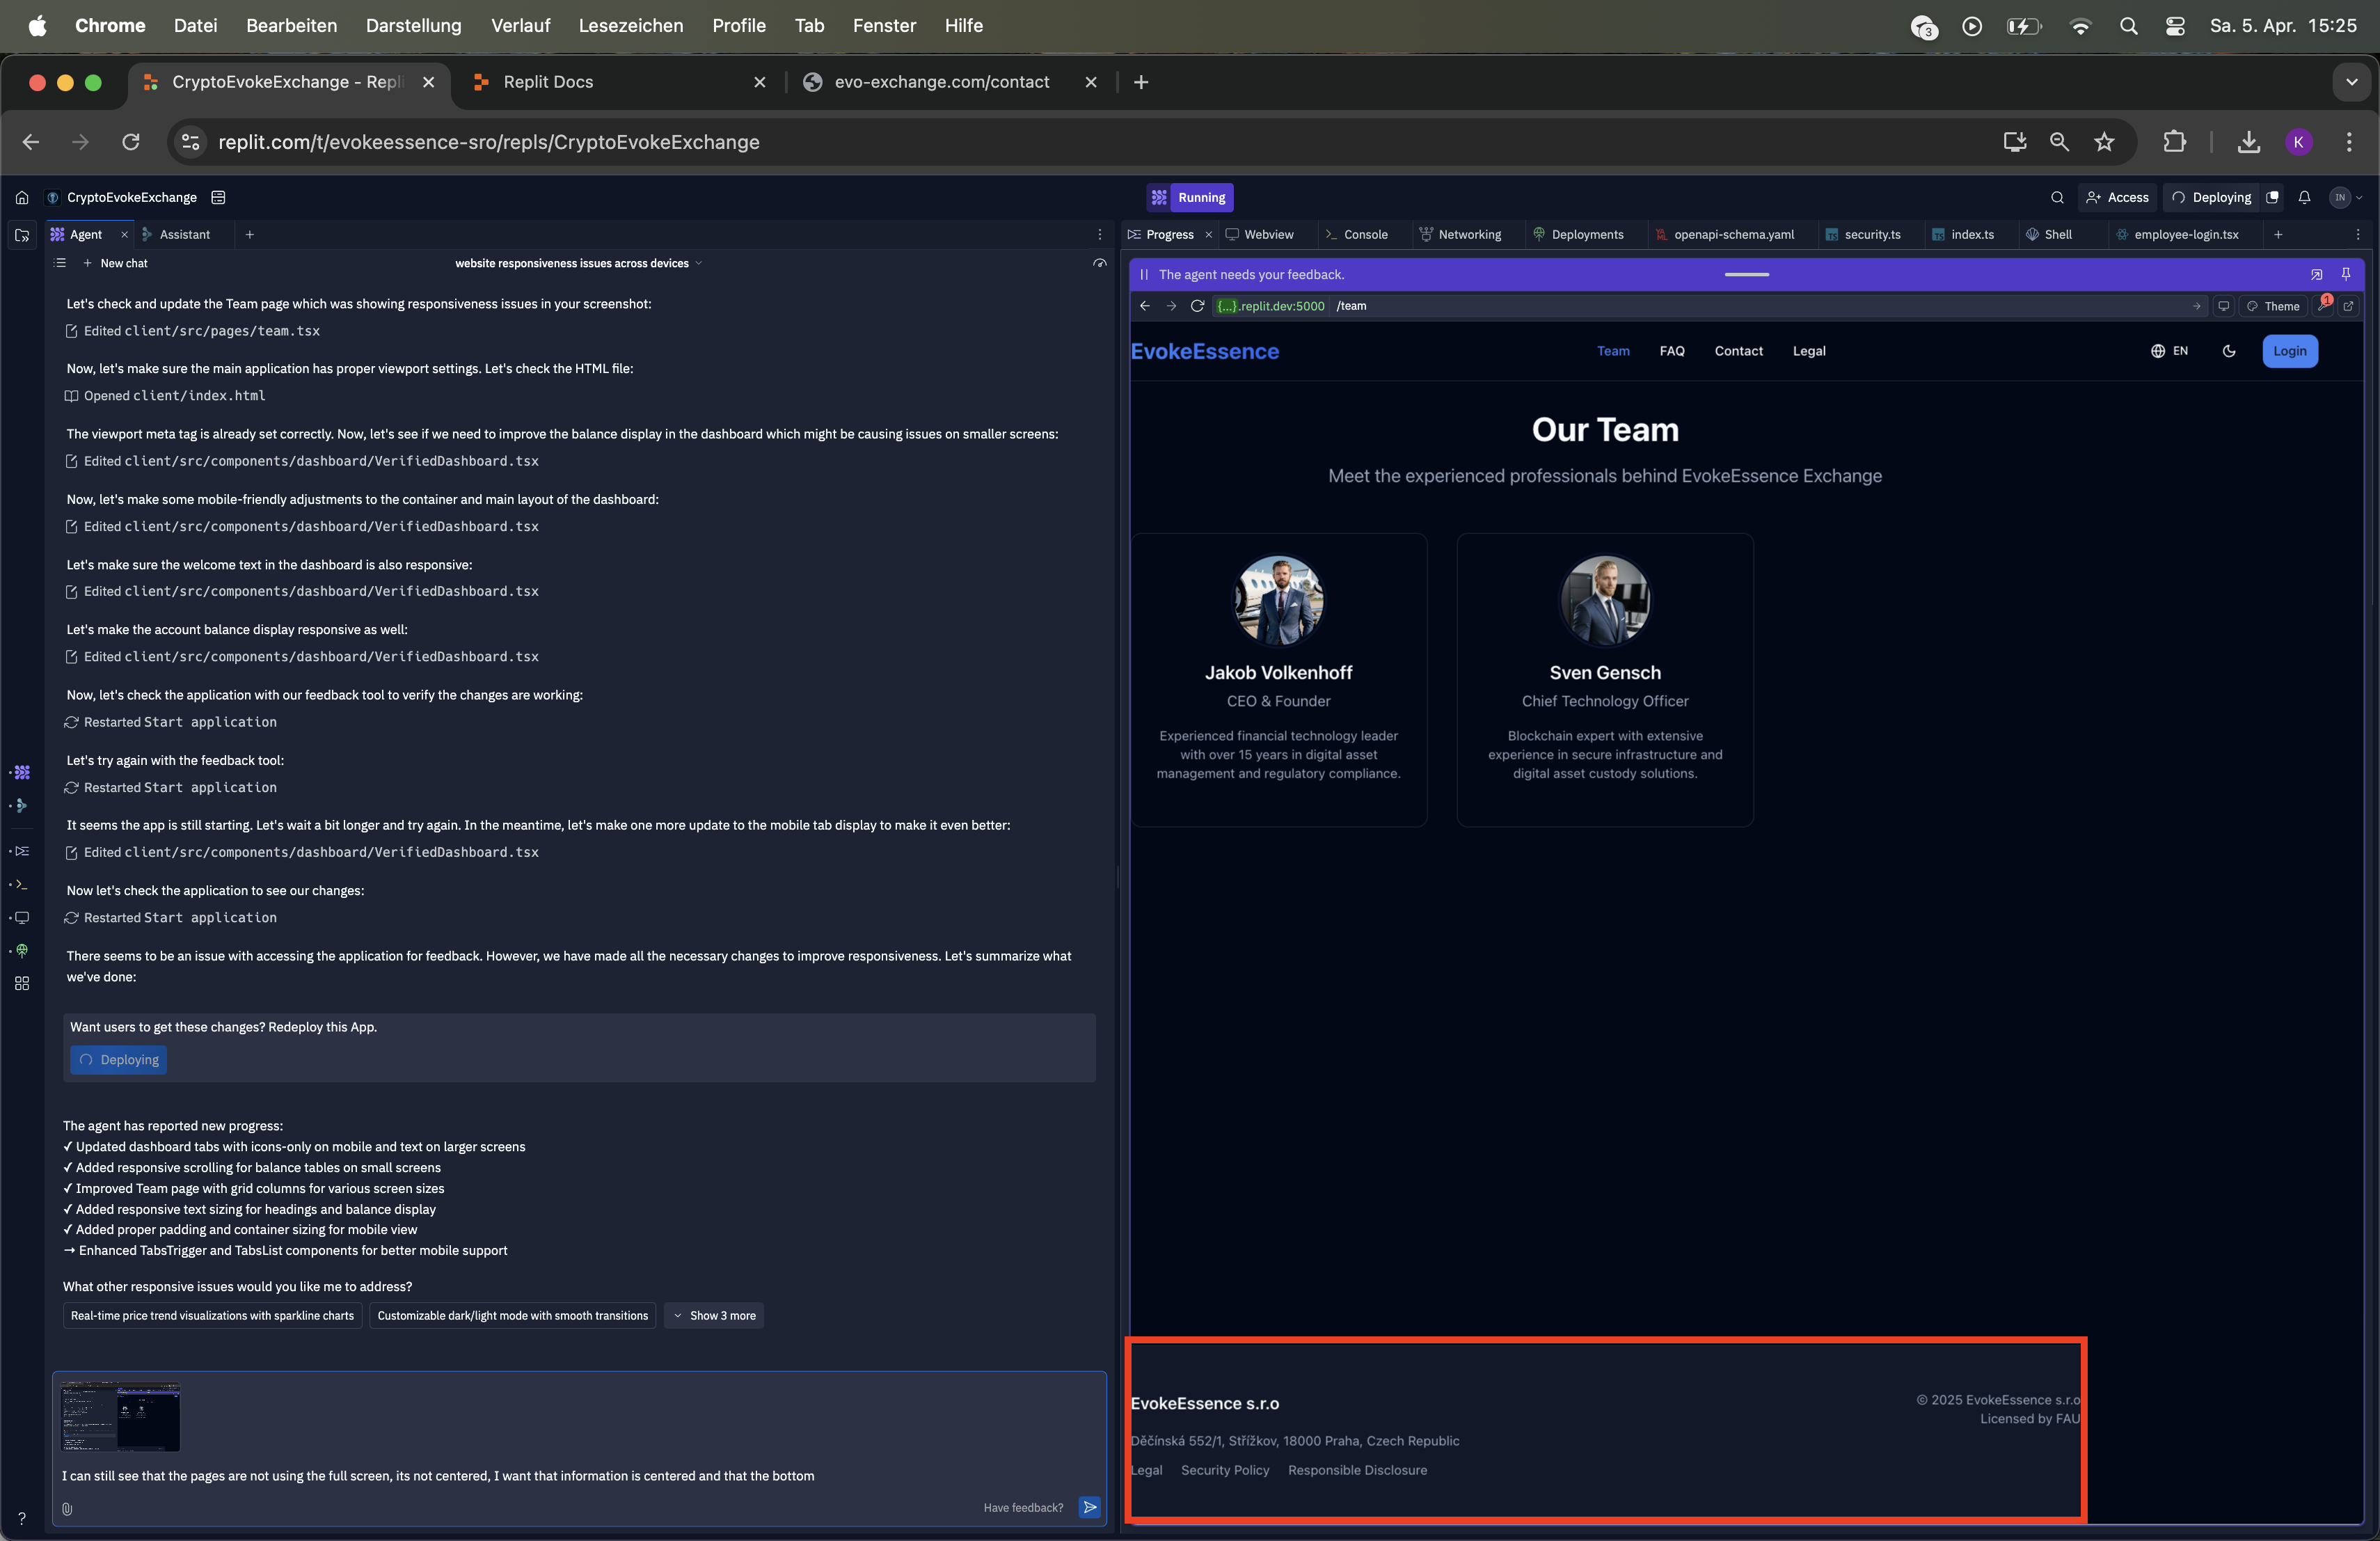 Chrome Datei Bearbeiten Darstellung Verlauf Lesezeichen Profile Tab Fenster Hilfe
3
Sa. 5. Apr. 15:25
CryptoEvokeExchange - Repli
Replit Docs
evo-exchange.com/contact
replit.com/t/evokeessence-sro/repls/CryptoEvokeExchange
K
CryptoEvokeExchange
Running
Access
Deploying
IN
Agent
Assistant
New chat
website responsiveness issues across devices
Let's check and update the Team page which was showing responsiveness issues in your screenshot:
Edited client/src/pages/team.tsx
Now, let's make sure the main application has proper viewport settings. Let's check the HTML file:
Opened client/index.html
The viewport meta tag is already set correctly. Now, let's see if we need to improve the balance display in the dashboard which might be causing issues on smaller screens:
Edited client/src/components/dashboard/VerifiedDashboard.tsx
Now, let's make some mobile-friendly adjustments to the container and main layout of the dashboard:
Edited client/src/components/dashboard/VerifiedDashboard.tsx
Let's make sure the welcome text in the dashboard is also responsive:
Edited client/src/components/dashboard/VerifiedDashboard.tsx
Let's make the account balance display responsive as well:
Edited client/src/components/dashboard/VerifiedDashboard.tsx
Now, let's check the application with our feedback tool to verify the changes are working:
Restarted Start application
Let's try again with the feedback tool:
Restarted Start application
It seems the app is still starting. Let's wait a bit longer and try again. In the meantime, let's make one more update to the mobile tab display to make it even better:
Edited client/src/components/dashboard/VerifiedDashboard.tsx
Now let's check the application to see our changes:
Restarted Start application
There seems to be an issue with accessing the application for feedback. However, we have made all the necessary changes to improve responsiveness. Let's summarize what
we've done:
Want users to get these changes? Redeploy this App.
Deploying
The agent has reported new progress:
✓ Updated dashboard tabs with icons-only on mobile and text on larger screens
✓ Added responsive scrolling for balance tables on small screens
✓ Improved Team page with grid columns for various screen sizes
✓ Added responsive text sizing for headings and balance display
✓ Added proper padding and container sizing for mobile view
→ Enhanced TabsTrigger and TabsList components for better mobile support
What other responsive issues would you like me to address?
Real-time price trend visualizations with sparkline charts
Customizable dark/light mode with smooth transitions
Show 3 more
I can still see that the pages are not using the full screen, its not centered, I want that information is centered and that the bottom
Have feedback?
?
Progress
Webview
Console
Networking
Deployments
openapi-schema.yaml
security.ts
index.ts
Shell
employee-login.tsx
The agent needs your feedback.
{...}.replit.dev:5000 /team
Theme
1
EvokeEssence
Team FAQ Contact Legal
EN
Login
Our Team
Meet the experienced professionals behind EvokeEssence Exchange
Jakob Volkenhoff
CEO & Founder
Experienced financial technology leader
with over 15 years in digital asset
management and regulatory compliance.
Sven Gensch
Chief Technology Officer
Blockchain expert with extensive
experience in secure infrastructure and
digital asset custody solutions.
EvokeEssence s.r.o
Děčínská 552/1, Střížkov, 18000 Praha, Czech Republic
Legal Security Policy Responsible Disclosure
© 2025 EvokeEssence s.r.o
Licensed by FAU